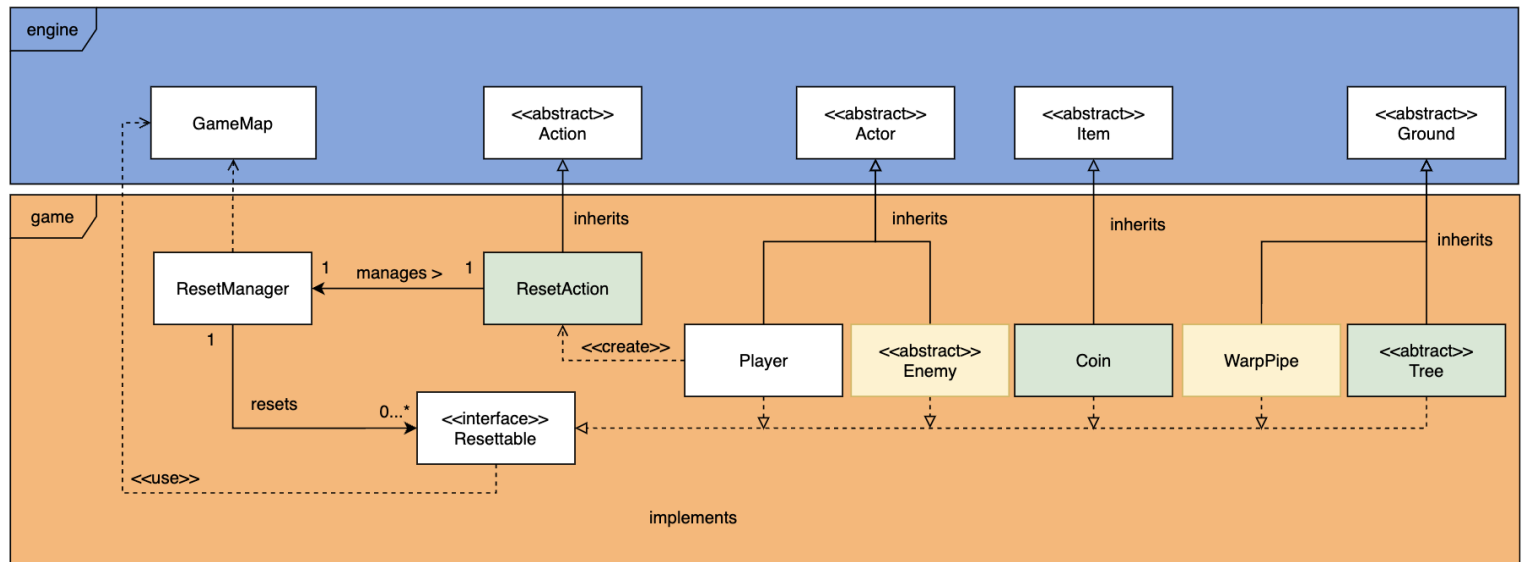 engine
GameMap
<<abstract>>
Action
<<abstract>>
Actor
<<abstract>>
Item
<<abstract>>
Ground
game
inherits
inherits
inherits
inherits
ResetManager
1
manages >
1
ResetAction
1
<<create>>
Player
<<abstract>>
Enemy
Coin
WarpPipe
<<abtract>>
Tree
resets
0...*
<<interface>>
Resettable
<<use>>
implements